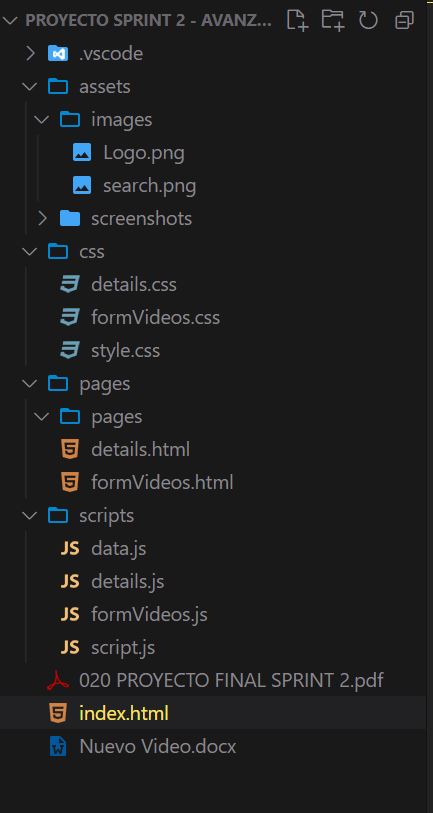 PROYECTO SPRINT 2 - AVANZ...
.vscode
assets
images
Logo.png
search.png
screenshots
css
details.css
formVideos.css
style.css
pages
pages
details.html
formVideos.html
scripts
JS data.js
JS details.js
JS formVideos.js
JS script.js
020 PROYECTO FINAL SPRINT 2.pdf
index.html
Nuevo Video.docx